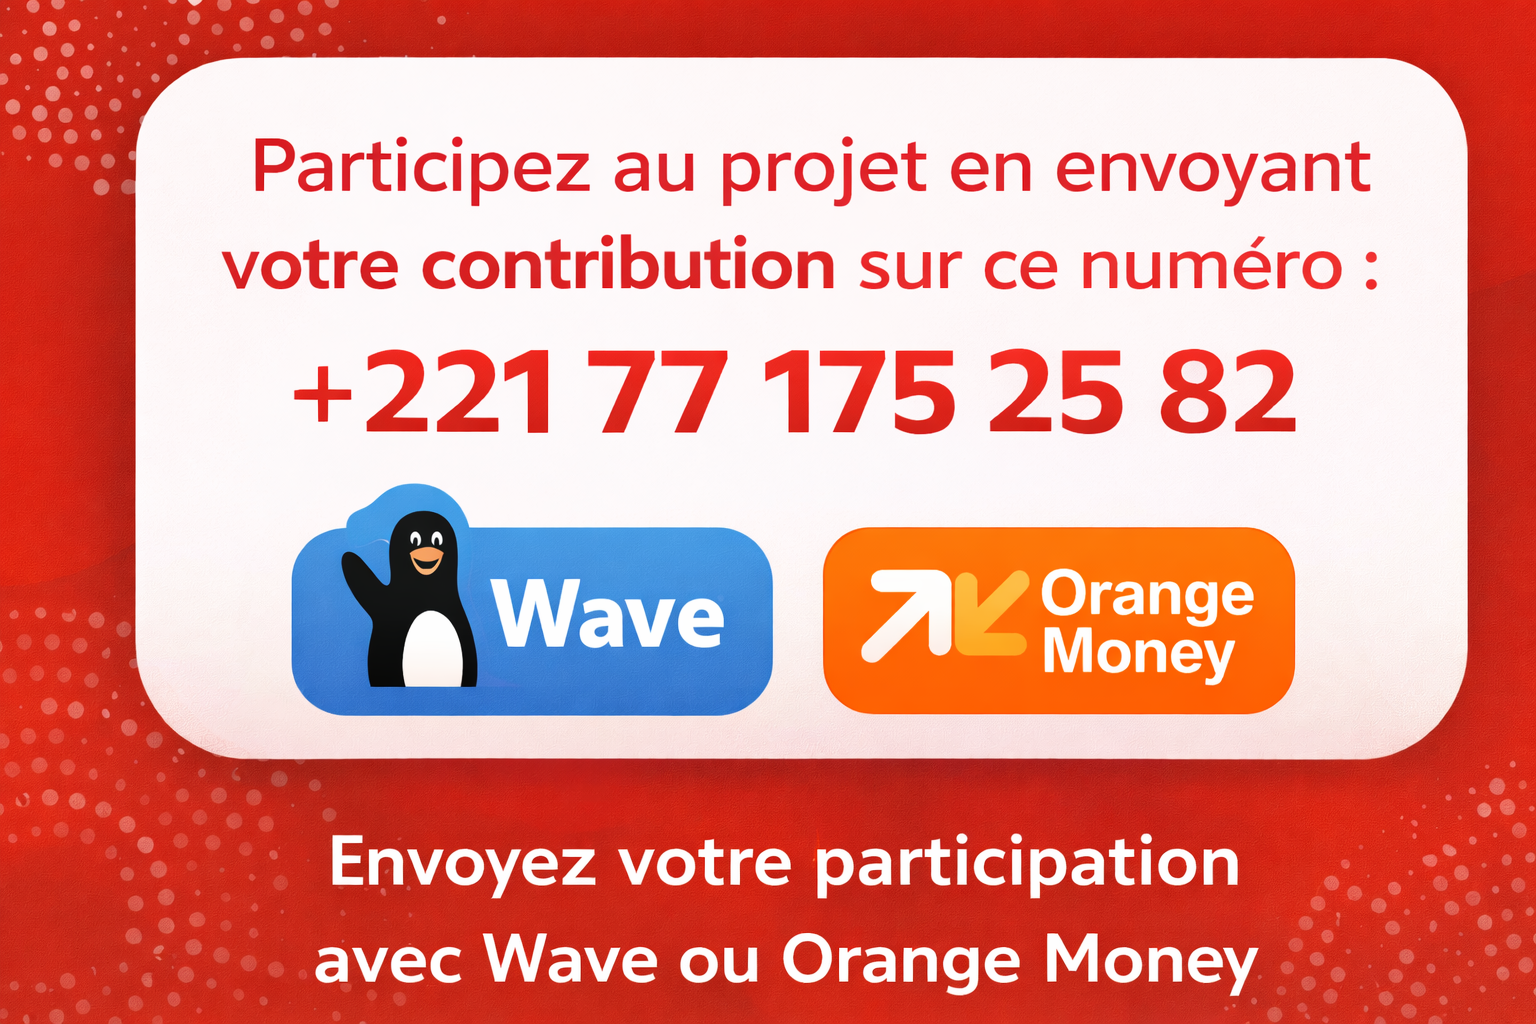 Participez au projet en envoyant
votre contribution sur ce numéro :
+221 77 175 25 82
Wave
Orange
Money
Envoyez votre participation
avec Wave ou Orange Money